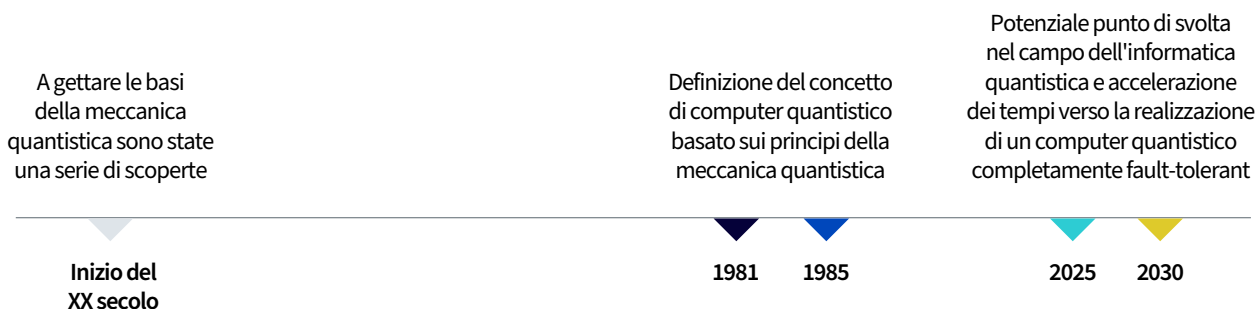 A gettare le basi
della meccanica
quantistica sono state
una serie di scoperte
Definizione del concetto
di computer quantistico
basato sui principi della
meccanica quantistica
Potenziale punto di svolta
nel campo dell'informatica
quantistica e accelerazione
dei tempi verso la realizzazione
di un computer quantistico
completamente fault-tolerant
Inizio del
XX secolo
1981
1985
2025
2030